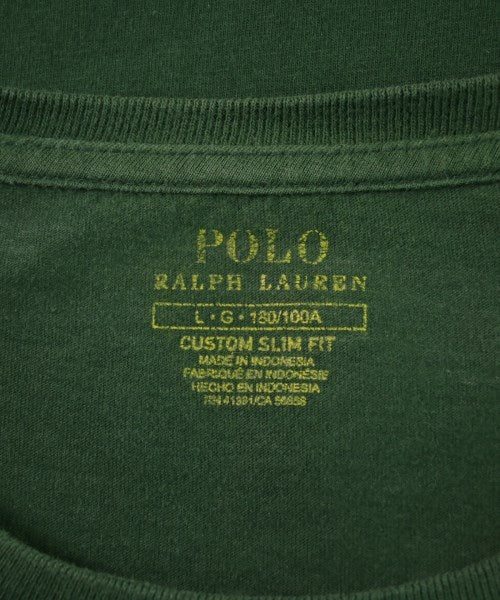 POLO
RALPH LAUREN
L • G • 180/100A
CUSTOM SLIM FIT
MADE IN INDONESIA
FABRIQUÉ EN INDONÉSIE
HECHO EN INDONESIA
RN 41381/CA 56858